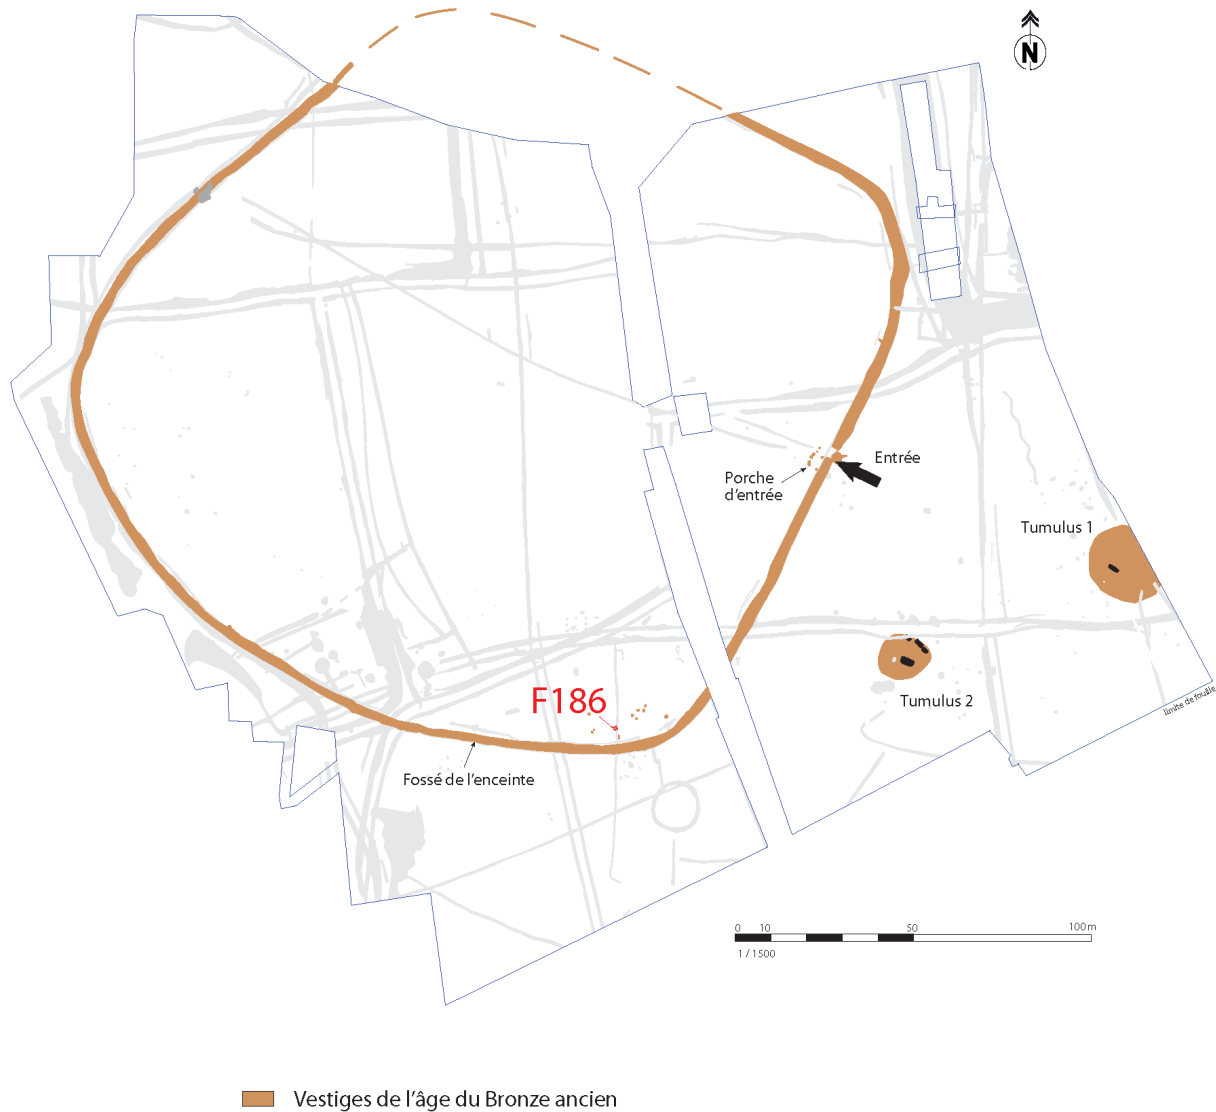 N
Entrée
Porche
d'entrée
Tumulus 1
F186
Tumulus 2
limite de fouille
Fossé de l'enceinte
0 10 50 100 m
1 / 1500
Vestiges de l'âge du Bronze ancien